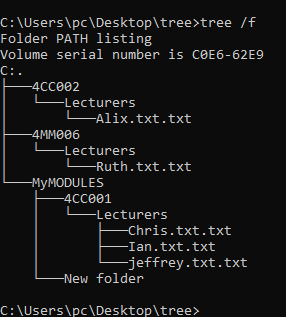 C:\Users\pc\Desktop\tree>tree /f
Folder PATH listing
Volume serial number is C0E6-62E9
C:.
├───4CC002
│   └───Lecturers
│           Alix.txt.txt
├───4MM006
│   └───Lecturers
│           Ruth.txt.txt
└───MyMODULES
    ├───4CC001
    │   └───Lecturers
    │       ├───Chris.txt.txt
    │       ├───Ian.txt.txt
    │       └───jeffrey.txt.txt
    └───New folder
C:\Users\pc\Desktop\tree>